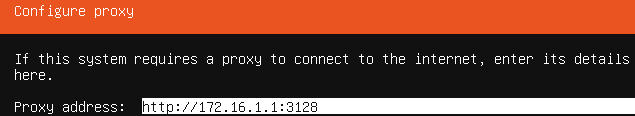 Configure proxy
If this system requires a proxy to connect to the internet, enter its details
here.
Proxy address: http://172.16.1.1:3128